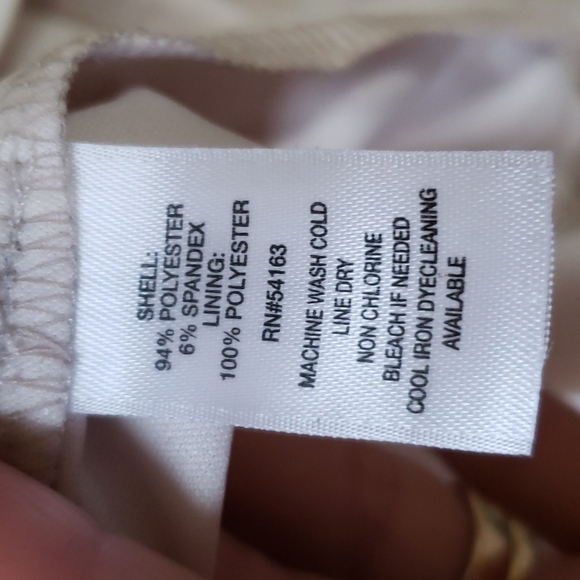 SHELL:
94% POLYESTER
6% SPANDEX
LINING:
100% POLYESTER
RN#54163
MACHINE WASH COLD
LINE DRY
NON CHLORINE
BLEACH IF NEEDED
COOL IRON DYECLEANING
AVAILABLE